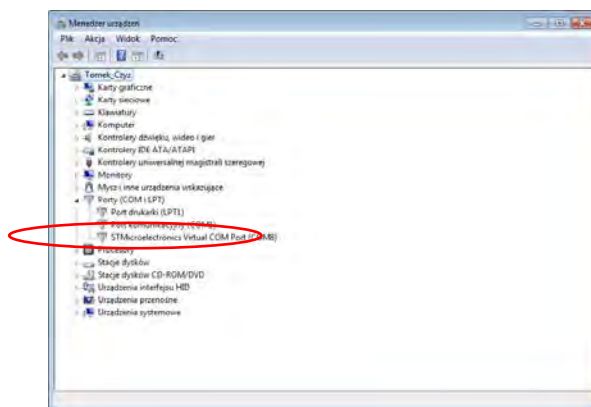 Menedżer urządzeń
Plik Akcja Widok Pomoc
Tomek_Czyz
Karty graficzne
Karty sieciowe
Klawiatury
Komputer
Kontrolery dźwięku, wideo i gier
Kontrolery IDE ATA/ATAPI
Kontrolery uniwersalnej magistrali szeregowej
Monitory
Mysz i inne urządzenia wskazujące
Porty (COM i LPT)
Port drukarki (LPT1)
Port komunikacyjny
STMicroelectronics Virtual COM Port
Procesory
Stacje dysków
Stacje dysków CD-ROM/DVD
Urządzenia interfejsu HID
Urządzenia przenośne
Urządzenia systemowe